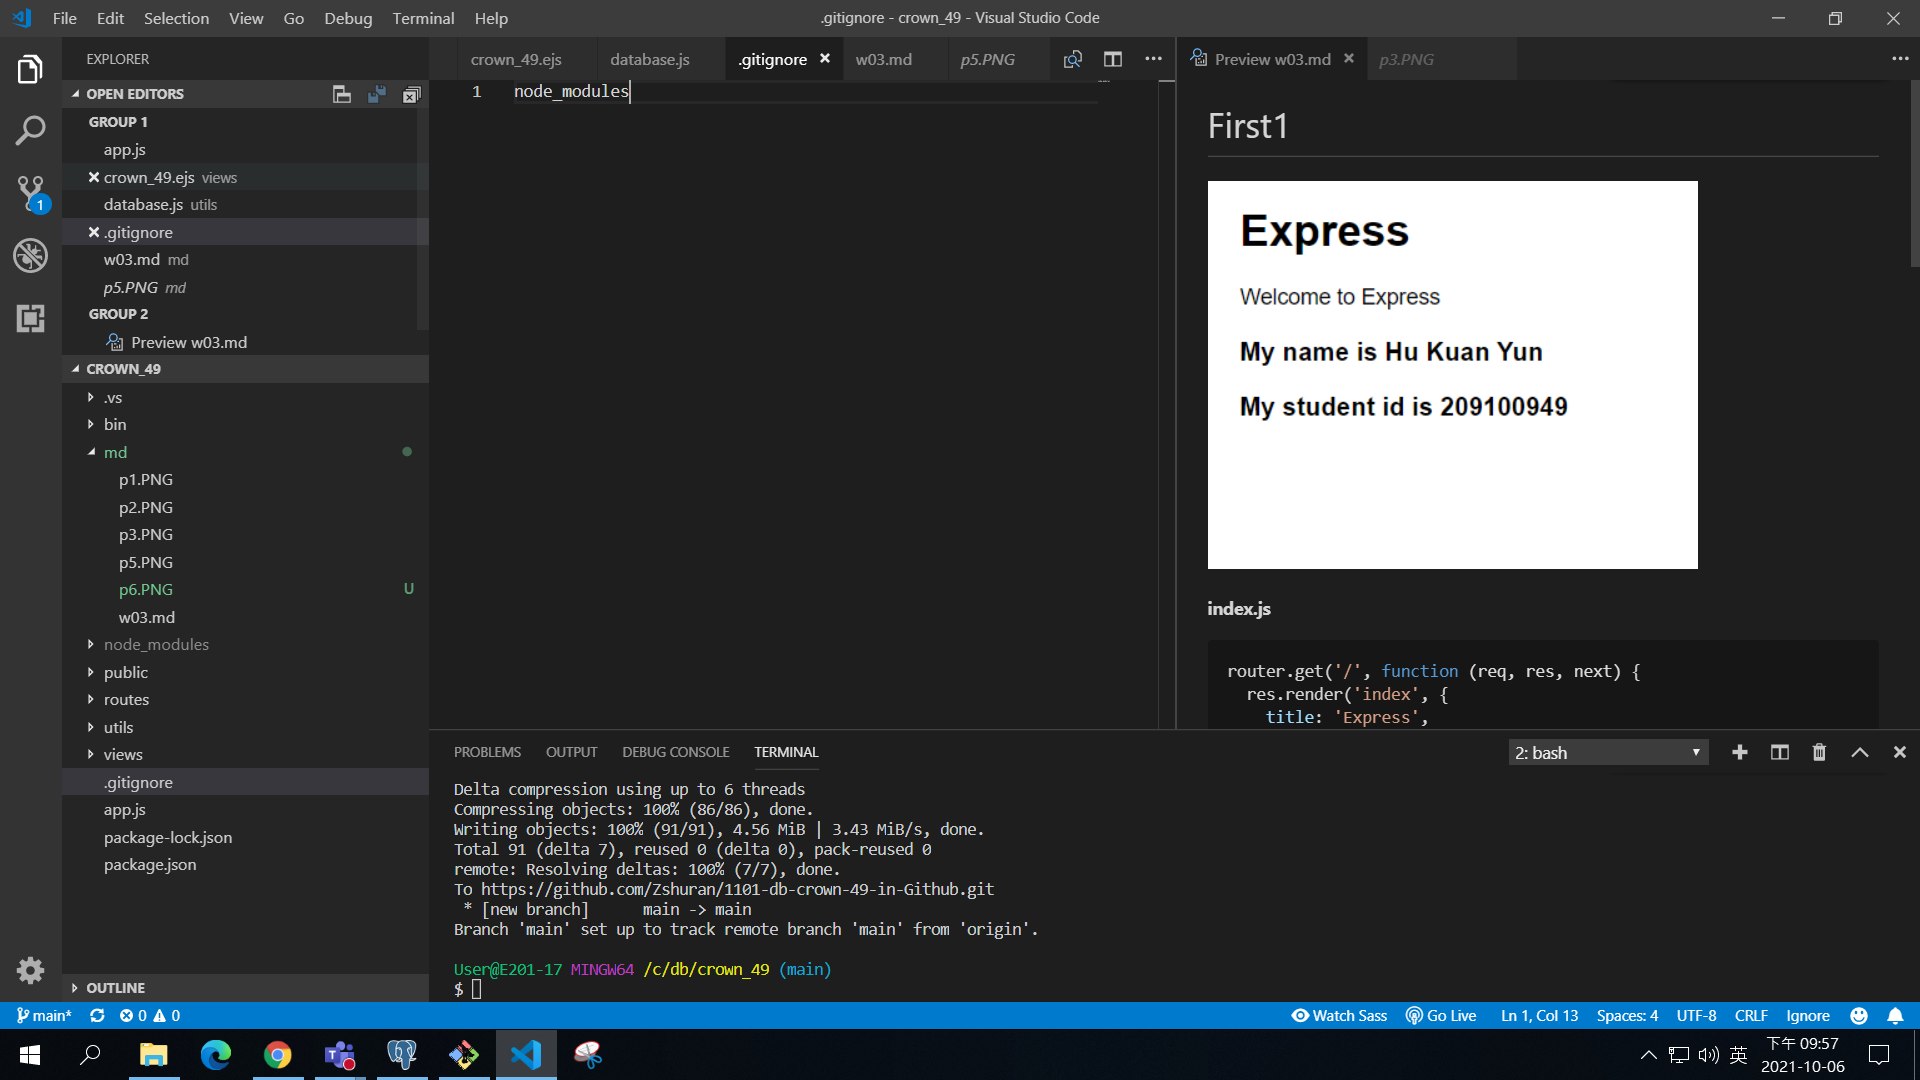 File Edit Selection View Go Debug Terminal Help
.gitignore - crown_49 - Visual Studio Code
EXPLORER
OPEN EDITORS
GROUP 1
app.js
crown_49.ejs views
database.js utils
.gitignore
w03.md md
p5.PNG md
GROUP 2
Preview w03.md
CROWN_49
.vs
bin
md
p1.PNG
p2.PNG
p3.PNG
p5.PNG
p6.PNG U
w03.md
node_modules
public
routes
utils
views
.gitignore
app.js
package-lock.json
package.json
OUTLINE
1
crown_49.ejs database.js .gitignore w03.md p5.PNG
1 node_modules
Preview w03.md p3.PNG
First1
Express
Welcome to Express
My name is Hu Kuan Yun
My student id is 209100949
index.js
router.get('/', function (req, res, next) {
res.render('index', {
title: 'Express',
PROBLEMS OUTPUT DEBUG CONSOLE TERMINAL
2: bash
Delta compression using up to 6 threads
Compressing objects: 100% (86/86), done.
Writing objects: 100% (91/91), 4.56 MiB | 3.43 MiB/s, done.
Total 91 (delta 7), reused 0 (delta 0), pack-reused 0
remote: Resolving deltas: 100% (7/7), done.
To https://github.com/Zshuran/1101-db-crown-49-in-Github.git
* [new branch] main -> main
Branch 'main' set up to track remote branch 'main' from 'origin'.
User@E201-17 MINGW64 /c/db/crown_49 (main)
$
main* 0 0
Watch Sass Go Live Ln 1, Col 13 Spaces: 4 UTF-8 CRLF Ignore
英
下午 09:57
2021-10-06